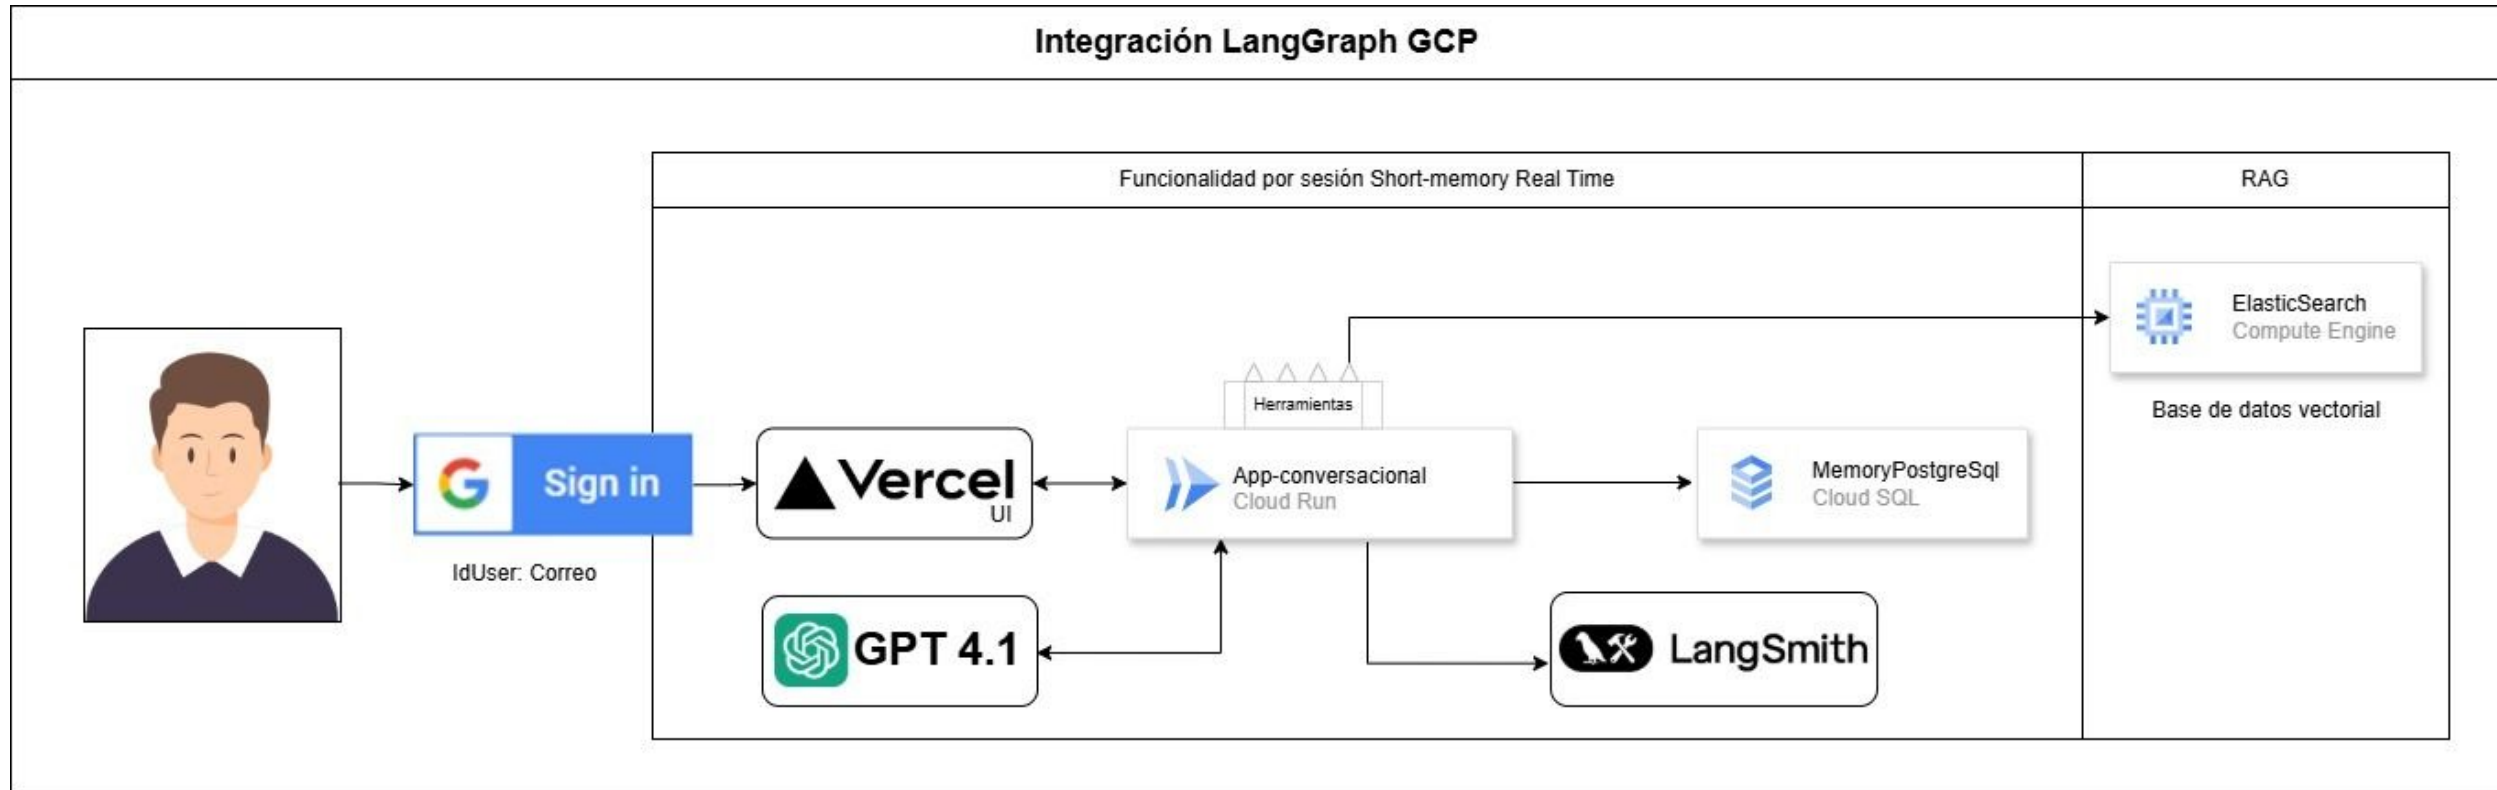 Integración LangGraph GCP
Funcionalidad por sesión Short-memory Real Time
RAG
ElasticSearch
Compute Engine
Base de datos vectorial
Herramientas
G Sign in
IdUser: Correo
Vercel
UI
App-conversacional
Cloud Run
MemoryPostgreSql
Cloud SQL
GPT 4.1
LangSmith